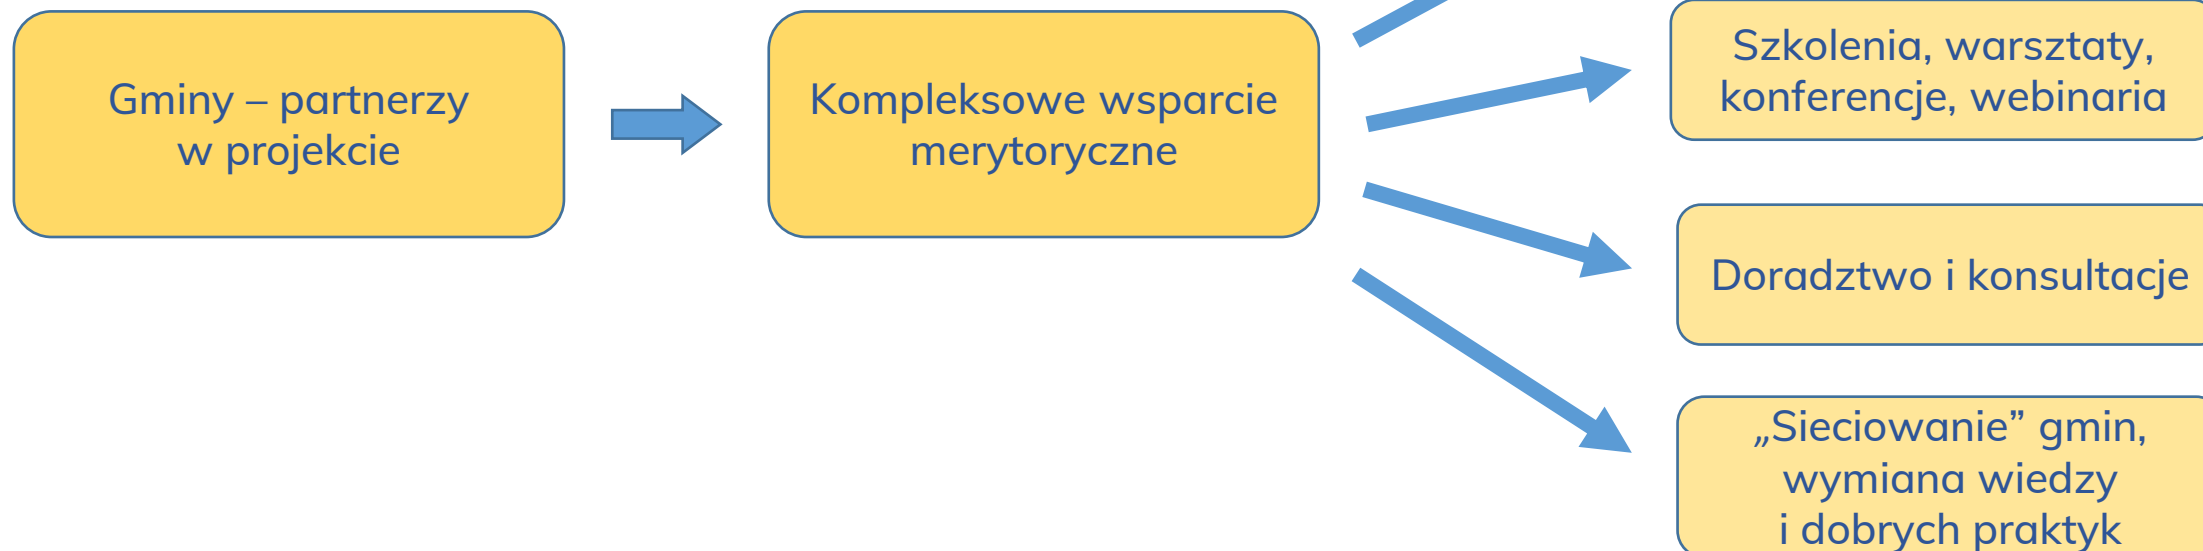 Gminy – partnerzy
w projekcie
Kompleksowe wsparcie
merytoryczne
Szkolenia, warsztaty,
konferencje, webinaria
Doradztwo i konsultacje
„Sieciowanie” gmin,
wymiana wiedzy
i dobrych praktyk